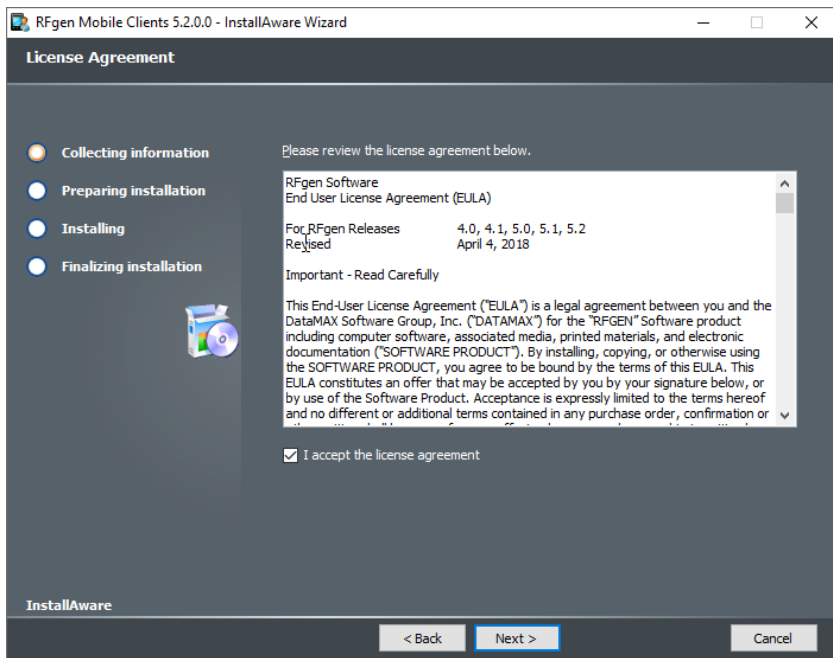 RFgen Mobile Clients 5.2.0.0 - InstallAware Wizard
License Agreement
Collecting information
Preparing installation
Installing
Finalizing installation
Please review the license agreement below.
RFgen Software
End User License Agreement (EULA)
For RFgen Releases 4.0, 4.1, 5.0, 5.1, 5.2
Revised April 4, 2018
Important - Read Carefully
This End-User License Agreement ("EULA") is a legal agreement between you and the
DataMAX Software Group, Inc. ("DATAMAX") for the "RFGEN" Software product
including computer software, associated media, printed materials, and electronic
documentation ("SOFTWARE PRODUCT"). By installing, copying, or otherwise using
the SOFTWARE PRODUCT, you agree to be bound by the terms of this EULA. This
EULA constitutes an offer that may be accepted by you by your signature below, or
by use of the Software Product. Acceptance is expressly limited to the terms hereof
and no different or additional terms contained in any purchase order, confirmation or
I accept the license agreement
InstallAware
< Back
Next >
Cancel